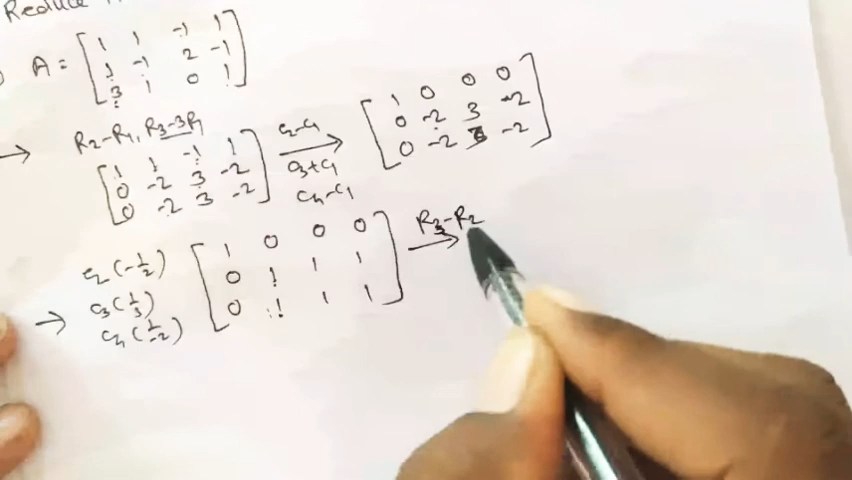 Reduce
A = [ 1 1 -1 1
1 -1 2 -1
3 1 0 1 ]
→ R2-R1, R3-3R1
[ 1 1 -1 1
0 -2 3 -2
0 -2 3 -2 ]
C2-C1
→
C3+C1
C4-C1
[ 1 0 0 0
0 -2 3 -2
0 -2 3 -2 ]
→ C2(-1/2)
C3(1/3)
C4(1/-2)
[ 1 0 0 0
0 1 1 1
0 1 1 1 ]
R3-R2
→